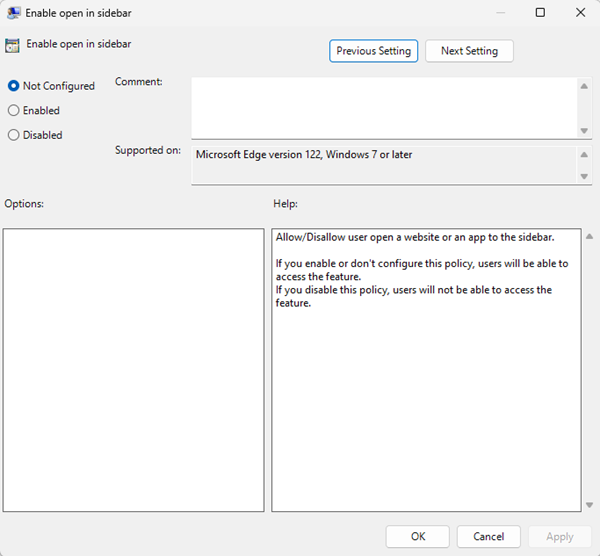 Enable open in sidebar
Enable open in sidebar
Previous Setting
Next Setting
Not Configured
Enabled
Disabled
Comment:
Supported on:
Microsoft Edge version 122, Windows 7 or later
Options:
Help:
Allow/Disallow user open a website or an app to the sidebar.
If you enable or don't configure this policy, users will be able to
access the feature.
If you disable this policy, users will not be able to access the
feature.
OK
Cancel
Apply